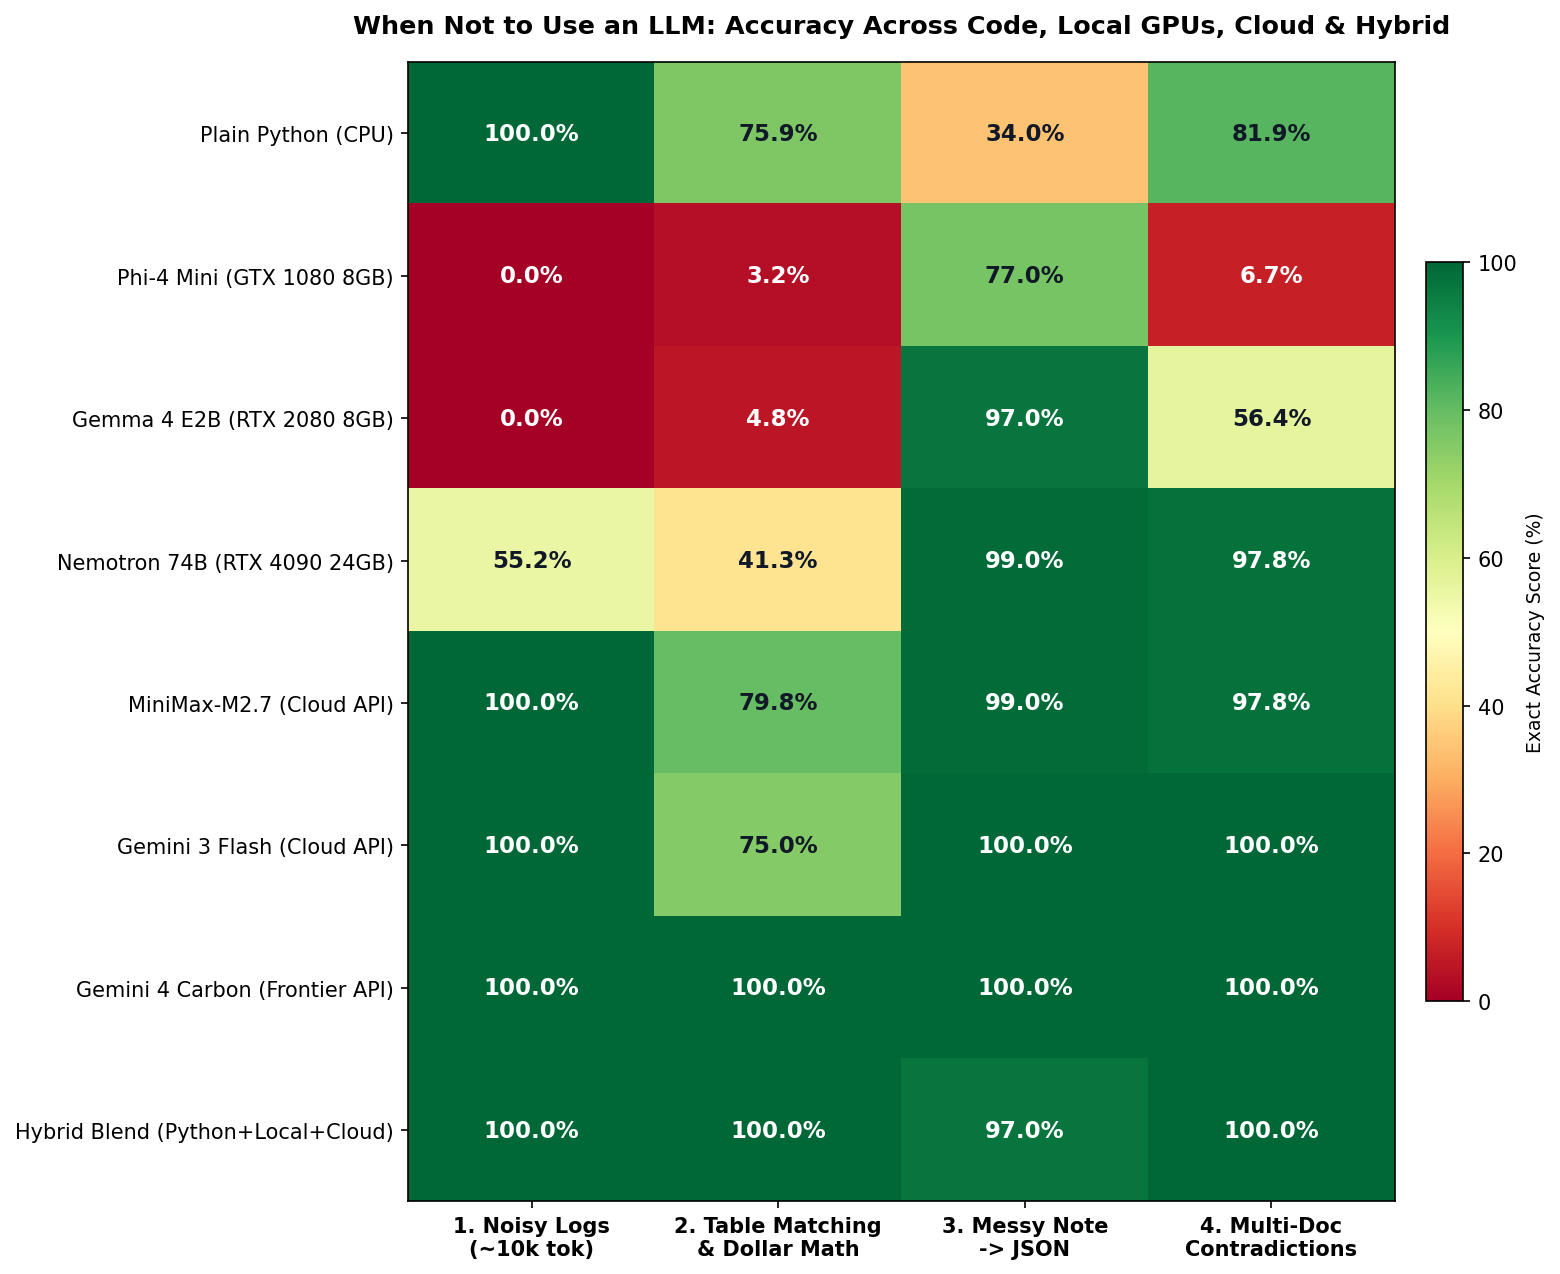 When Not to Use an LLM: Accuracy Across Code, Local GPUs, Cloud & Hybrid
Plain Python (CPU)
100.0%
75.9%
34.0%
81.9%
Phi-4 Mini (GTX 1080 8GB)
0.0%
3.2%
77.0%
6.7%
Gemma 4 E2B (RTX 2080 8GB)
0.0%
4.8%
97.0%
56.4%
Nemotron 74B (RTX 4090 24GB)
55.2%
41.3%
99.0%
97.8%
MiniMax-M2.7 (Cloud API)
100.0%
79.8%
99.0%
97.8%
Gemini 3 Flash (Cloud API)
100.0%
75.0%
100.0%
100.0%
Gemini 4 Carbon (Frontier API)
100.0%
100.0%
100.0%
100.0%
Hybrid Blend (Python+Local+Cloud)
100.0%
100.0%
97.0%
100.0%
1. Noisy Logs
(~10k tok)
2. Table Matching
& Dollar Math
3. Messy Note
-> JSON
4. Multi-Doc
Contradictions
100
80
60
40
20
0
Exact Accuracy Score (%)